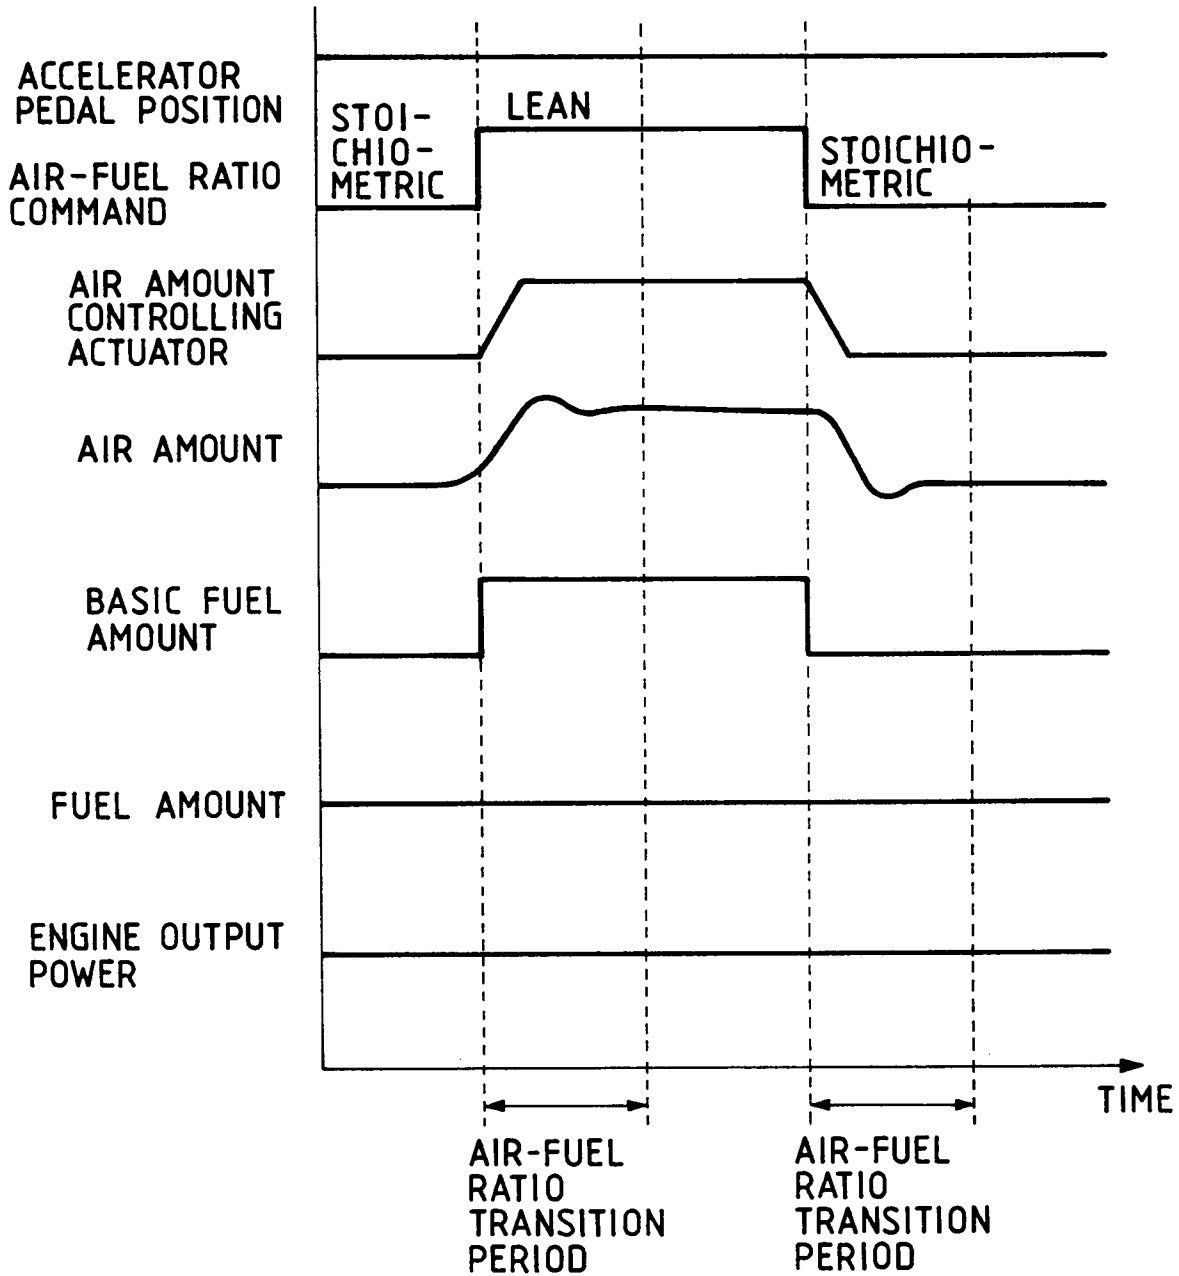 ACCELERATOR
PEDAL POSITION
AIR-FUEL RATIO
COMMAND
STOI-
CHIO-
METRIC
LEAN
STOICHIO-
METRIC
AIR AMOUNT
CONTROLLING
ACTUATOR
AIR AMOUNT
BASIC FUEL
AMOUNT
FUEL AMOUNT
ENGINE OUTPUT
POWER
TIME
AIR-FUEL
RATIO
TRANSITION
PERIOD
AIR-FUEL
RATIO
TRANSITION
PERIOD